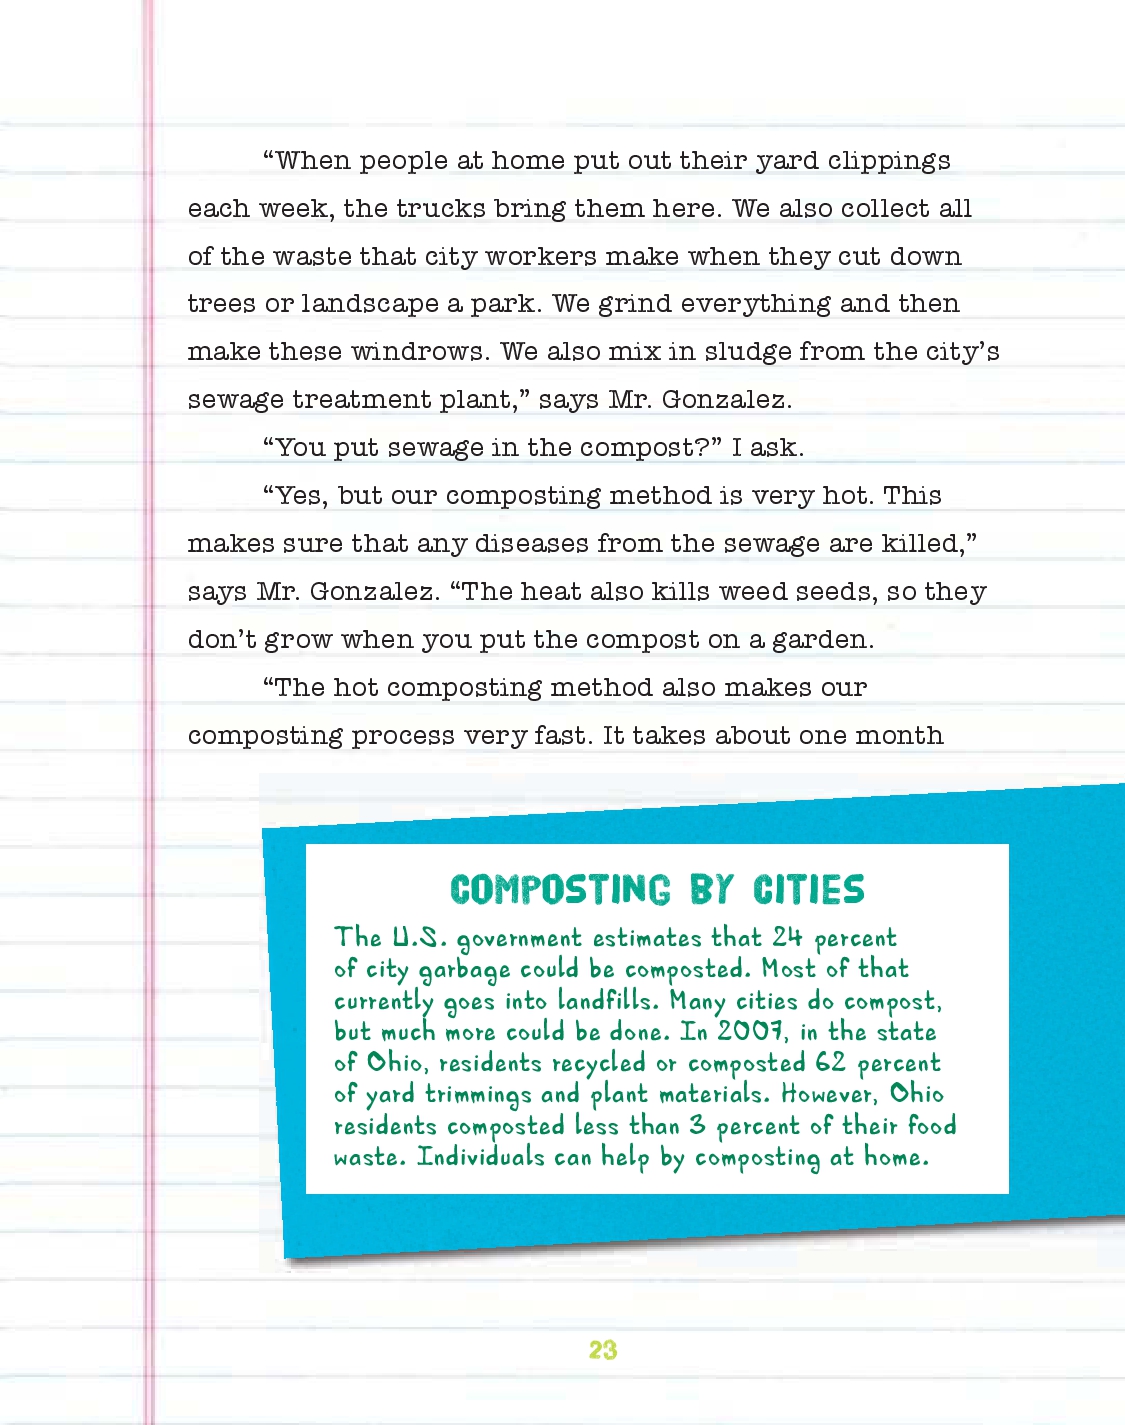 “When people at home put out their yard clippings
each week, the trucks bring them here. We also collect all
of the waste that city workers make when they cut down
trees or landscape a park. We grind everything and then
make these windrows. We also mix in sludge from the city’s
sewage treatment plant,” says Mr. Gonzalez.
“You put sewage in the compost?” I ask.
“Yes, but our composting method is very hot. This
makes sure that any diseases from the sewage are killed,”
says Mr. Gonzalez. “The heat also kills weed seeds, so they
don’t grow when you put the compost on a garden.
“The hot composting method also makes our
composting process very fast. It takes about one month
COMPOSTING BY CITIES
The U.S. government estimates that 24 percent
of city garbage could be composted. Most of that
currently goes into landfills. Many cities do compost,
but much more could be done. In 2007, in the state
of Ohio, residents recycled or composted 62 percent
of yard trimmings and plant materials. However, Ohio
residents composted less than 3 percent of their food
waste. Individuals can help by composting at home.
23